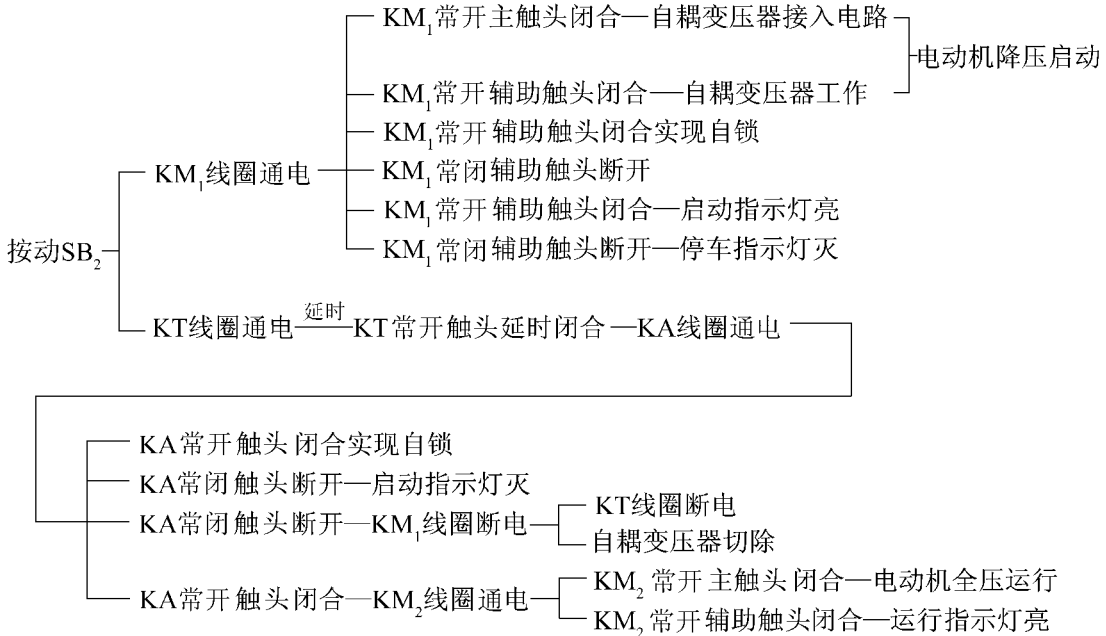 KM₁常开主触头闭合—自耦变压器接入电路
电动机降压启动
KM₁常开辅助触头闭合—自耦变压器工作
KM₁常开辅助触头闭合实现自锁
KM₁线圈通电
KM₁常闭辅助触头断开
KM₁常开辅助触头闭合—启动指示灯亮
按动SB₂
KM₁常闭辅助触头断开—停车指示灯灭
KT线圈通电—延时—KT常开触头延时闭合—KA线圈通电
KA常开触头闭合实现自锁
KA常闭触头断开—启动指示灯灭
KA常闭触头断开—KM₁线圈断电
KT线圈断电
自耦变压器切除
KA常开触头闭合—KM₂线圈通电
KM₂常开主触头闭合—电动机全压运行
KM₂常开辅助触头闭合—运行指示灯亮